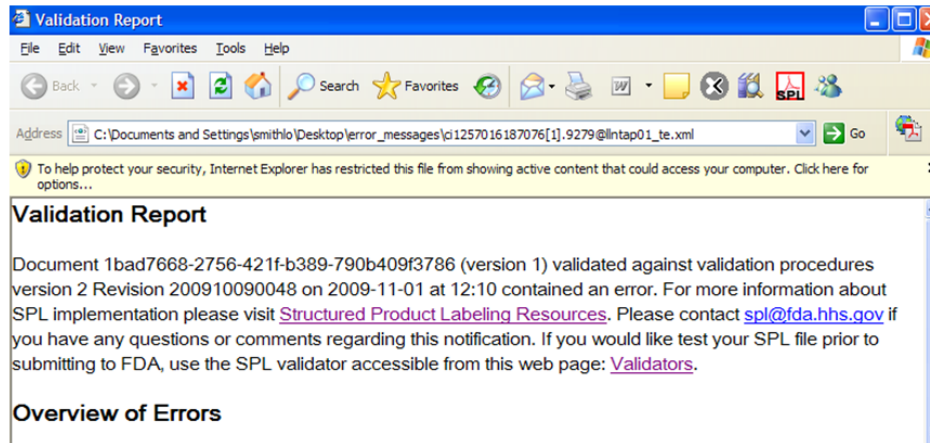 Validation Report
File Edit View Favorites Tools Help
Back Search Favorites SPL
Address C:\Documents and Settings\smithlo\Desktop\error_messages\ci1257016187076[1].9279@llntap01_te.xml Go
To help protect your security, Internet Explorer has restricted this file from showing active content that could access your computer. Click here for
options...
Validation Report
Document 1bad7668-2756-421f-b389-790b409f3786 (version 1) validated against validation procedures
version 2 Revision 200910090048 on 2009-11-01 at 12:10 contained an error. For more information about
SPL implementation please visit Structured Product Labeling Resources. Please contact spl@fda.hhs.gov if
you have any questions or comments regarding this notification. If you would like test your SPL file prior to
submitting to FDA, use the SPL validator accessible from this web page: Validators.
Overview of Errors